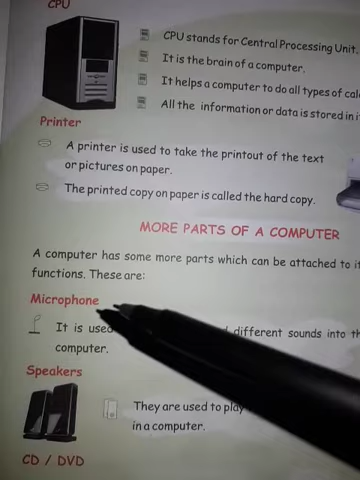 CPU
CPU stands for Central Processing Unit.
It is the brain of a computer.
It helps a computer to do all types of
All the information or data is stored in
Printer
A printer is used to take the printout of the text
or pictures on paper.
The printed copy on paper is called the hard copy.
MORE PARTS OF A COMPUTER
A computer has some more parts which can be attached to
functions. These are:
Microphone
It is used different sounds into
computer.
Speakers
They are used to play
in a computer.
CD / DVD